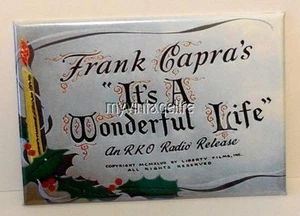 Frank Capra's
"It's A
Wonderful Life"
An RKO Radio Release
COPYRIGHT MCMXLVI BY LIBERTY FILMS, INC.
ALL RIGHTS RESERVED